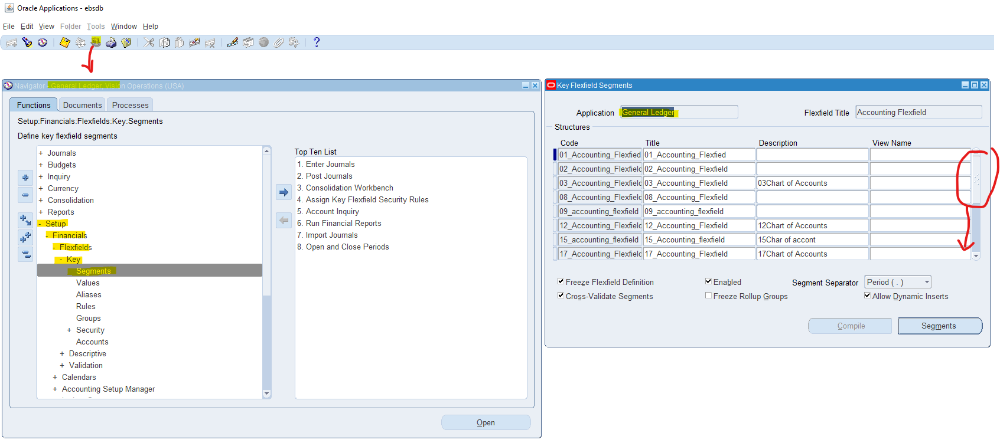 Oracle Applications - ebsdb
File Edit View Folder Tools Window Help
Navigator - General Ledger, Vision Operations (USA)
Functions Documents Processes
Setup:Financials:Flexfields:Key:Segments
Define key flexfield segments
+ Journals
+ Budgets
+ Inquiry
+ Currency
+ Consolidation
+ Reports
- Setup
- Financials
- Flexfields
- Key
Segments
Values
Aliases
Rules
Groups
+ Security
Accounts
+ Descriptive
+ Validation
+ Calendars
+ Accounting Setup Manager
Top Ten List
1. Enter Journals
2. Post Journals
3. Consolidation Workbench
4. Assign Key Flexfield Security Rules
5. Account Inquiry
6. Run Financial Reports
7. Import Journals
8. Open and Close Periods
Open
Key Flexfield Segments
Application General Ledger Flexfield Title Accounting Flexfield
Structures
Code Title Description View Name
01_Accounting_Flexfied 01_Accounting_Flexfied
02_Accounting_Flexfield 02_Accounting_Flexfield
03_Accounting_Flexfield 03_Accounting_Flexfield 03Chart of Accounts
08_Accounting_Flexfield 08_Accounting_Flexfield
09_accounting_flexfield 09_accounting_flexfield
12_Accounting_Flexfield 12_Accounting_Flexfield 12Chart of Accounts
15_accounting_flexfield 15_Accounting_flexfield 15Char of accont
17_Accounting_Flexfield 17_Accounting_Flexfield 17Chart of Accounts
Freeze Flexfield Definition Enabled Segment Separator Period ( . )
Cross-Validate Segments Freeze Rollup Groups Allow Dynamic Inserts
Compile Segments